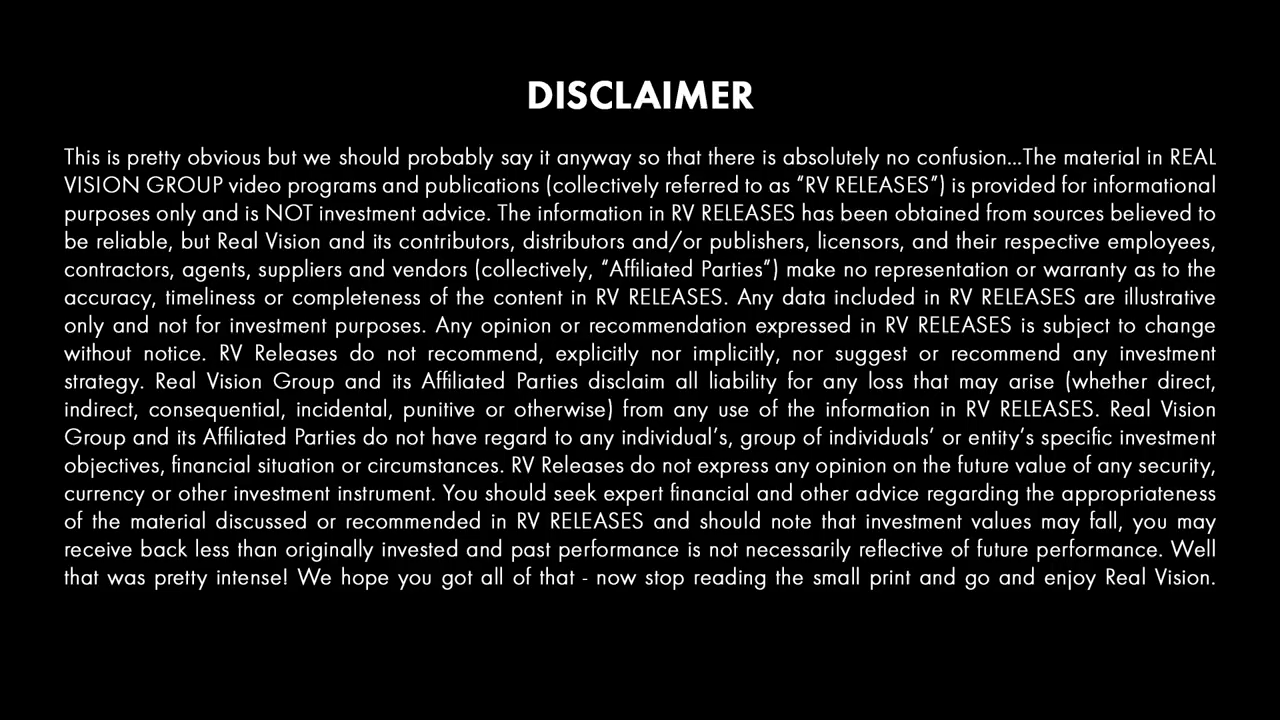 DISCLAIMER
This is pretty obvious but we should probably say it anyway so that there is absolutely no confusion...The material in REAL
VISION GROUP video programs and publications (collectively referred to as “RV RELEASES”) is provided for informational
purposes only and is NOT investment advice. The information in RV RELEASES has been obtained from sources believed to
be reliable, but Real Vision and its contributors, distributors and/or publishers, licensors, and their respective employees,
contractors, agents, suppliers and vendors (collectively, “Affiliated Parties”) make no representation or warranty as to the
accuracy, timeliness or completeness of the content in RV RELEASES. Any data included in RV RELEASES are illustrative
only and not for investment purposes. Any opinion or recommendation expressed in RV RELEASES is subject to change
without notice. RV Releases do not recommend, explicitly nor implicitly, nor suggest or recommend any investment
strategy. Real Vision Group and its Affiliated Parties disclaim all liability for any loss that may arise (whether direct,
indirect, consequential, incidental, punitive or otherwise) from any use of the information in RV RELEASES. Real Vision
Group and its Affiliated Parties do not have regard to any individual’s, group of individuals’ or entity’s specific investment
objectives, financial situation or circumstances. RV Releases do not express any opinion on the future value of any security,
currency or other investment instrument. You should seek expert financial and other advice regarding the appropriateness
of the material discussed or recommended in RV RELEASES and should note that investment values may fall, you may
receive back less than originally invested and past performance is not necessarily reflective of future performance. Well
that was pretty intense! We hope you got all of that - now stop reading the small print and go and enjoy Real Vision.